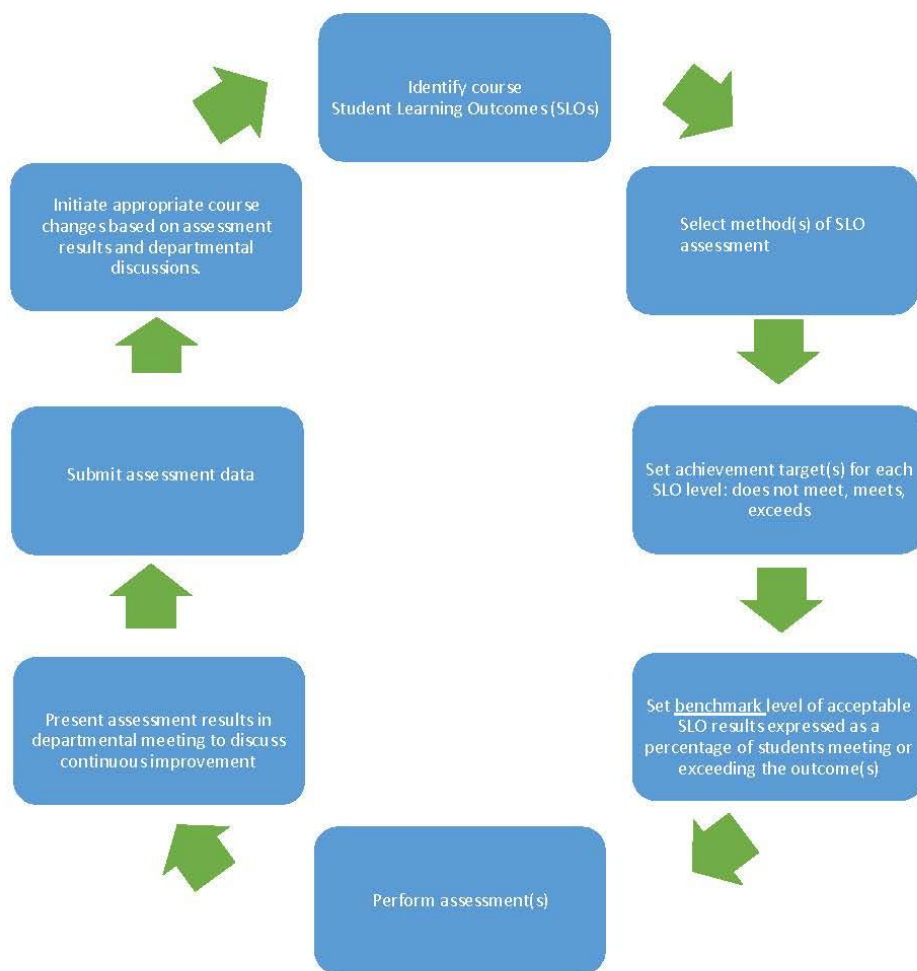 Identify course
Student Learning Outcomes (SLOs)
Select method(s) of SLO
assessment
Set achievement target(s) for each
SLO level: does not meet, meets,
exceeds
Set benchmark level of acceptable
SLO results expressed as a
percentage of students meeting or
exceeding the outcome(s)
Perform assessment(s)
Present assessment results in
departmental meeting to discuss
continuous improvement
Submit assessment data
Initiate appropriate course
changes based on assessment
results and departmental
discussions.